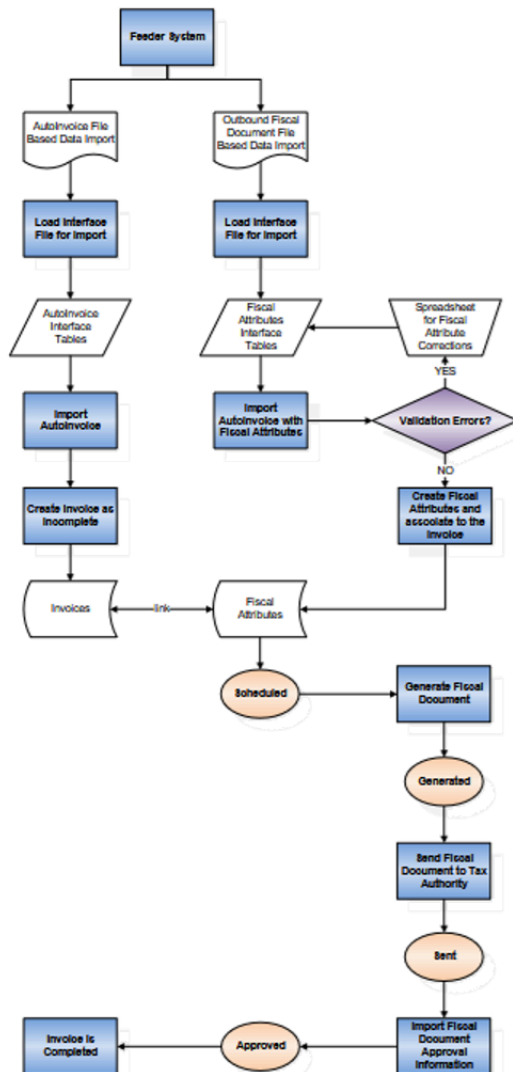 Feeder System
AutoInvoice File
Based Data Import
Outbound Fiscal
Document File
Based Data Import
Load Interface
File for Import
Load Interface
File for Import
AutoInvoice
Interface
Tables
Fiscal
Attributes
Interface
Tables
Spreadsheet
for Fiscal
Attribute
Corrections
YES
Import
AutoInvoice
Import
AutoInvoice with
Fiscal Attributes
Validation Errors?
NO
Create Invoice as
Incomplete
Create Fiscal
Attributes and
associate to the
Invoice
Invoices
link
Fiscal
Attributes
Scheduled
Generate Fiscal
Document
Generated
Send Fiscal
Document to Tax
Authority
Sent
Invoice is
Completed
Approved
Import Fiscal
Document
Approval
Information